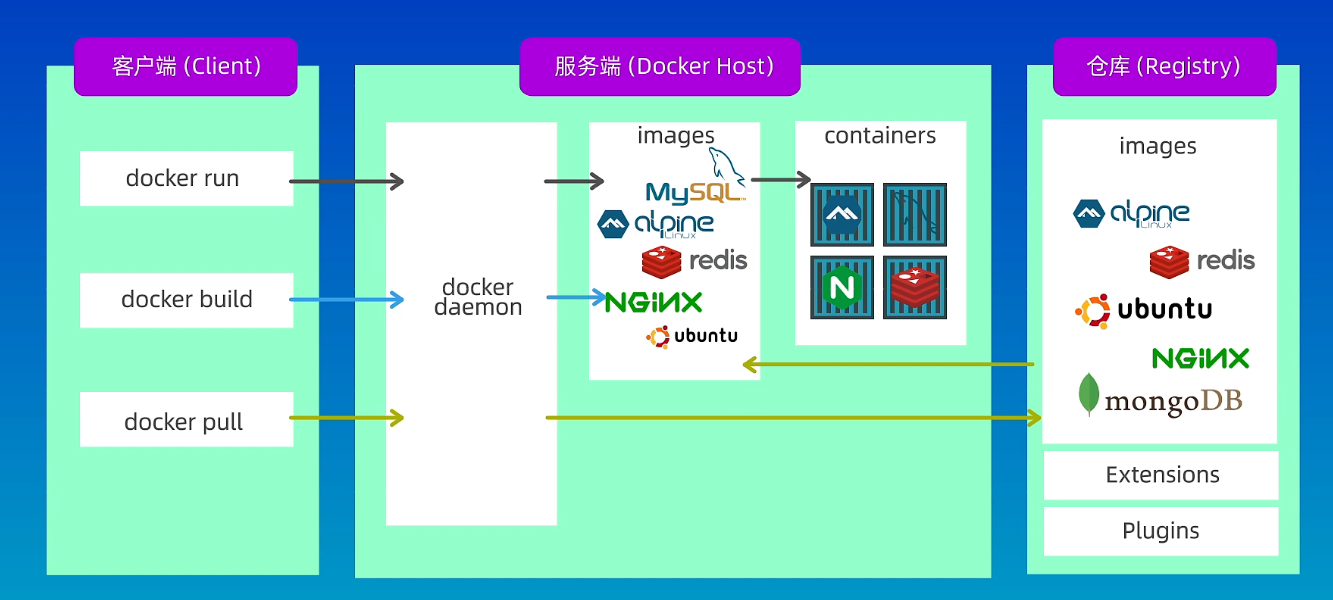 客户端 (Client)
docker run
docker build
docker pull
服务端 (Docker Host)
docker
daemon
images
MySQL
alpine
Linux
redis
NGINX
ubuntu
containers
N
仓库 (Registry)
images
alpine
Linux
redis
ubuntu
NGINX
mongoDB
Extensions
Plugins